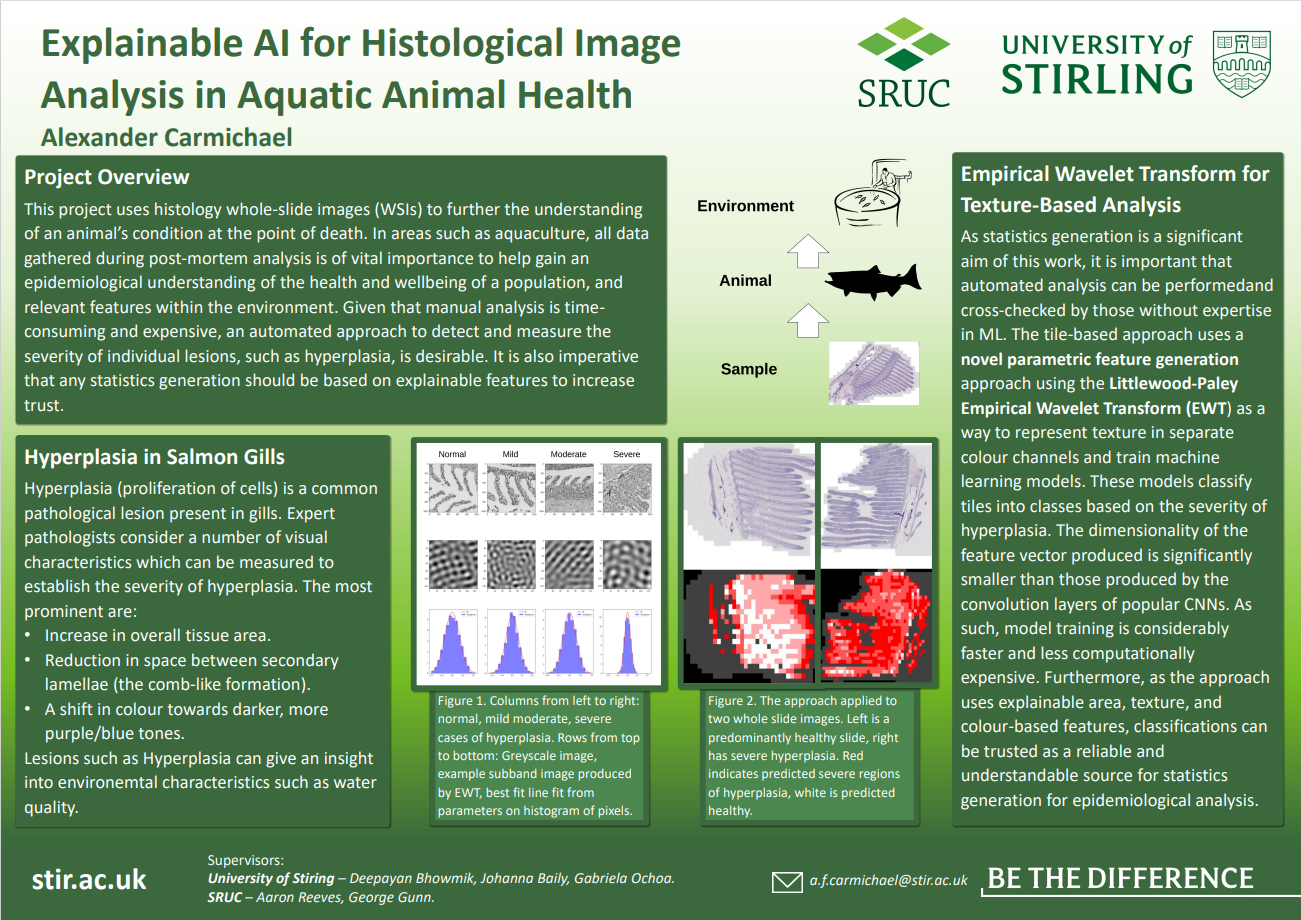 Explainable AI for Histological Image
Analysis in Aquatic Animal Health
Alexander Carmichael
SRUC
UNIVERSITY of
STIRLING
Project Overview
This project uses histology whole-slide images (WSIs) to further the understanding
of an animal's condition at the point of death. In areas such as aquaculture, all data
gathered during post-mortem analysis is of vital importance to help gain an
epidemiological understanding of the health and wellbeing of a population, and
relevant features within the environment. Given that manual analysis is time-
consuming and expensive, an automated approach to detect and measure the
severity of individual lesions, such as hyperplasia, is desirable. It is also imperative
that any statistics generation should be based on explainable features to increase
trust.
Environment
Animal
Sample
Hyperplasia in Salmon Gills
Hyperplasia (proliferation of cells) is a common
pathological lesion present in gills. Expert
pathologists consider a number of visual
characteristics which can be measured to
establish the severity of hyperplasia. The most
prominent are:
• Increase in overall tissue area.
• Reduction in space between secondary
lamellae (the comb-like formation).
• A shift in colour towards darker, more
purple/blue tones.
Lesions such as Hyperplasia can give an insight
into environemtal characteristics such as water
quality.
Normal Mild Moderate Severe
Figure 1. Columns from left to right:
normal, mild moderate, severe
cases of hyperplasia. Rows from top
to bottom: Greyscale image,
example subband image produced
by EWT, best fit line fit from
parameters on histogram of pixels.
Figure 2. The approach applied to
two whole slide images. Left is a
predominantly healthy slide, right
has severe hyperplasia. Red
indicates predicted severe regions
of hyperplasia, white is predicted
healthy.
Empirical Wavelet Transform for
Texture-Based Analysis
As statistics generation is a significant
aim of this work, it is important that
automated analysis can be performedand
cross-checked by those without expertise
in ML. The tile-based approach uses a
novel parametric feature generation
approach using the Littlewood-Paley
Empirical Wavelet Transform (EWT) as a
way to represent texture in separate
colour channels and train machine
learning models. These models classify
tiles into classes based on the severity of
hyperplasia. The dimensionality of the
feature vector produced is significantly
smaller than those produced by the
convolution layers of popular CNNs. As
such, model training is considerably
faster and less computationally
expensive. Furthermore, as the approach
uses explainable area, texture, and
colour-based features, classifications can
be trusted as a reliable and
understandable source for statistics
generation for epidemiological analysis.
stir.ac.uk
Supervisors:
University of Stiring – Deepayan Bhowmik, Johanna Baily, Gabriela Ochoa.
SRUC – Aaron Reeves, George Gunn.
a.f.carmichael@stir.ac.uk
BE THE DIFFERENCE